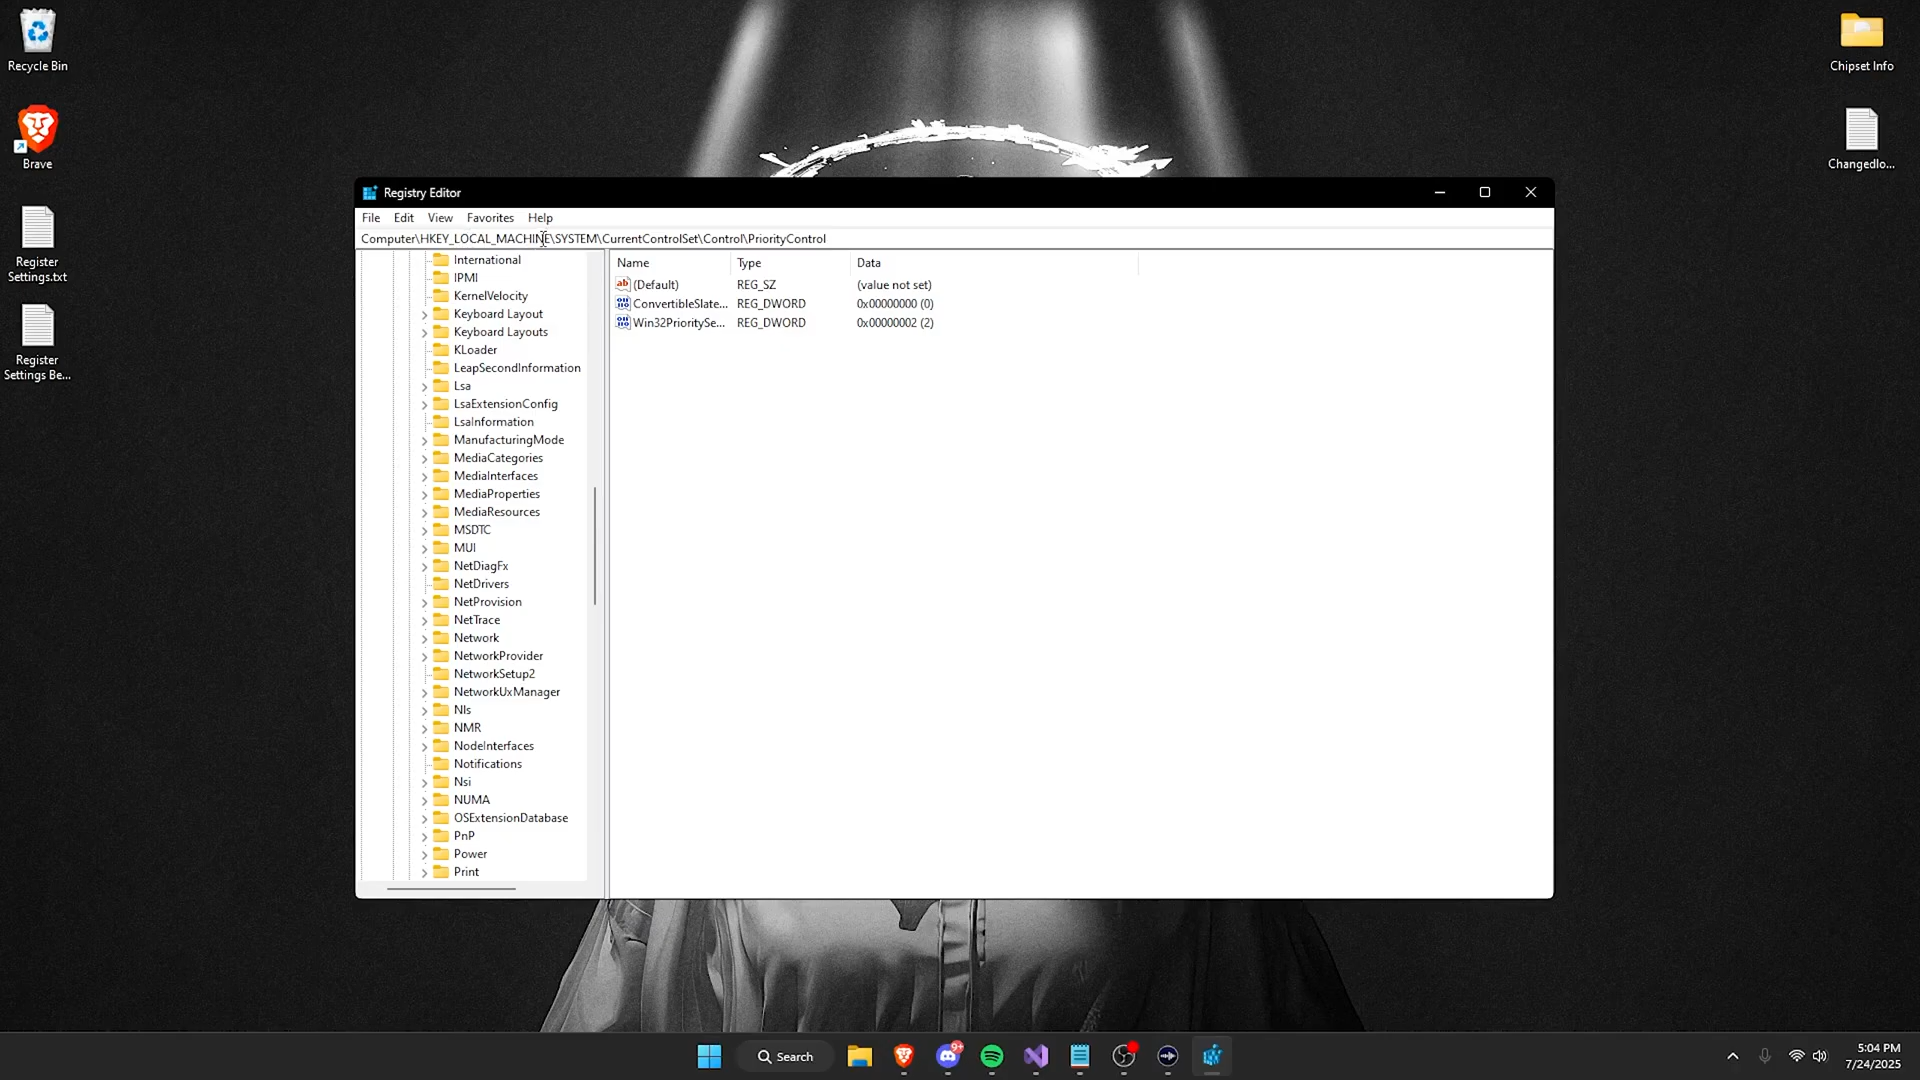 Recycle Bin
Brave
Register
Settings.txt
Register
Settings Be...
Chipset Info
Changedlo...
Registry Editor
File Edit View Favorites Help
Computer\HKEY_LOCAL_MACHINE\SYSTEM\CurrentControlSet\Control\PriorityControl
International
IPMI
KernelVelocity
Keyboard Layout
Keyboard Layouts
KLoader
LeapSecondInformation
Lsa
LsaExtensionConfig
LsaInformation
ManufacturingMode
MediaCategories
MediaInterfaces
MediaProperties
MediaResources
MSDTC
MUI
NetDiagFx
NetDrivers
NetProvision
NetTrace
Network
NetworkProvider
NetworkSetup2
NetworkUxManager
Nls
NMR
NodeInterfaces
Notifications
Nsi
NUMA
OSExtensionDatabase
PnP
Power
Print
Name Type Data
ab (Default) REG_SZ (value not set)
ConvertibleSlate... REG_DWORD 0x00000000 (0)
Win32PrioritySe... REG_DWORD 0x00000002 (2)
Search
9+
5:04 PM
7/24/2025